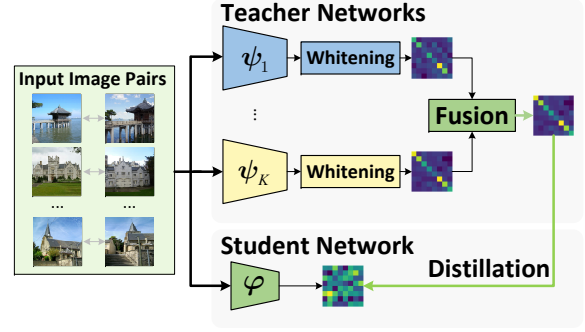 Teacher Networks
Input Image Pairs
...
...
ψ1
Whitening
...
ψK
Whitening
Fusion
Student Network
φ
Distillation